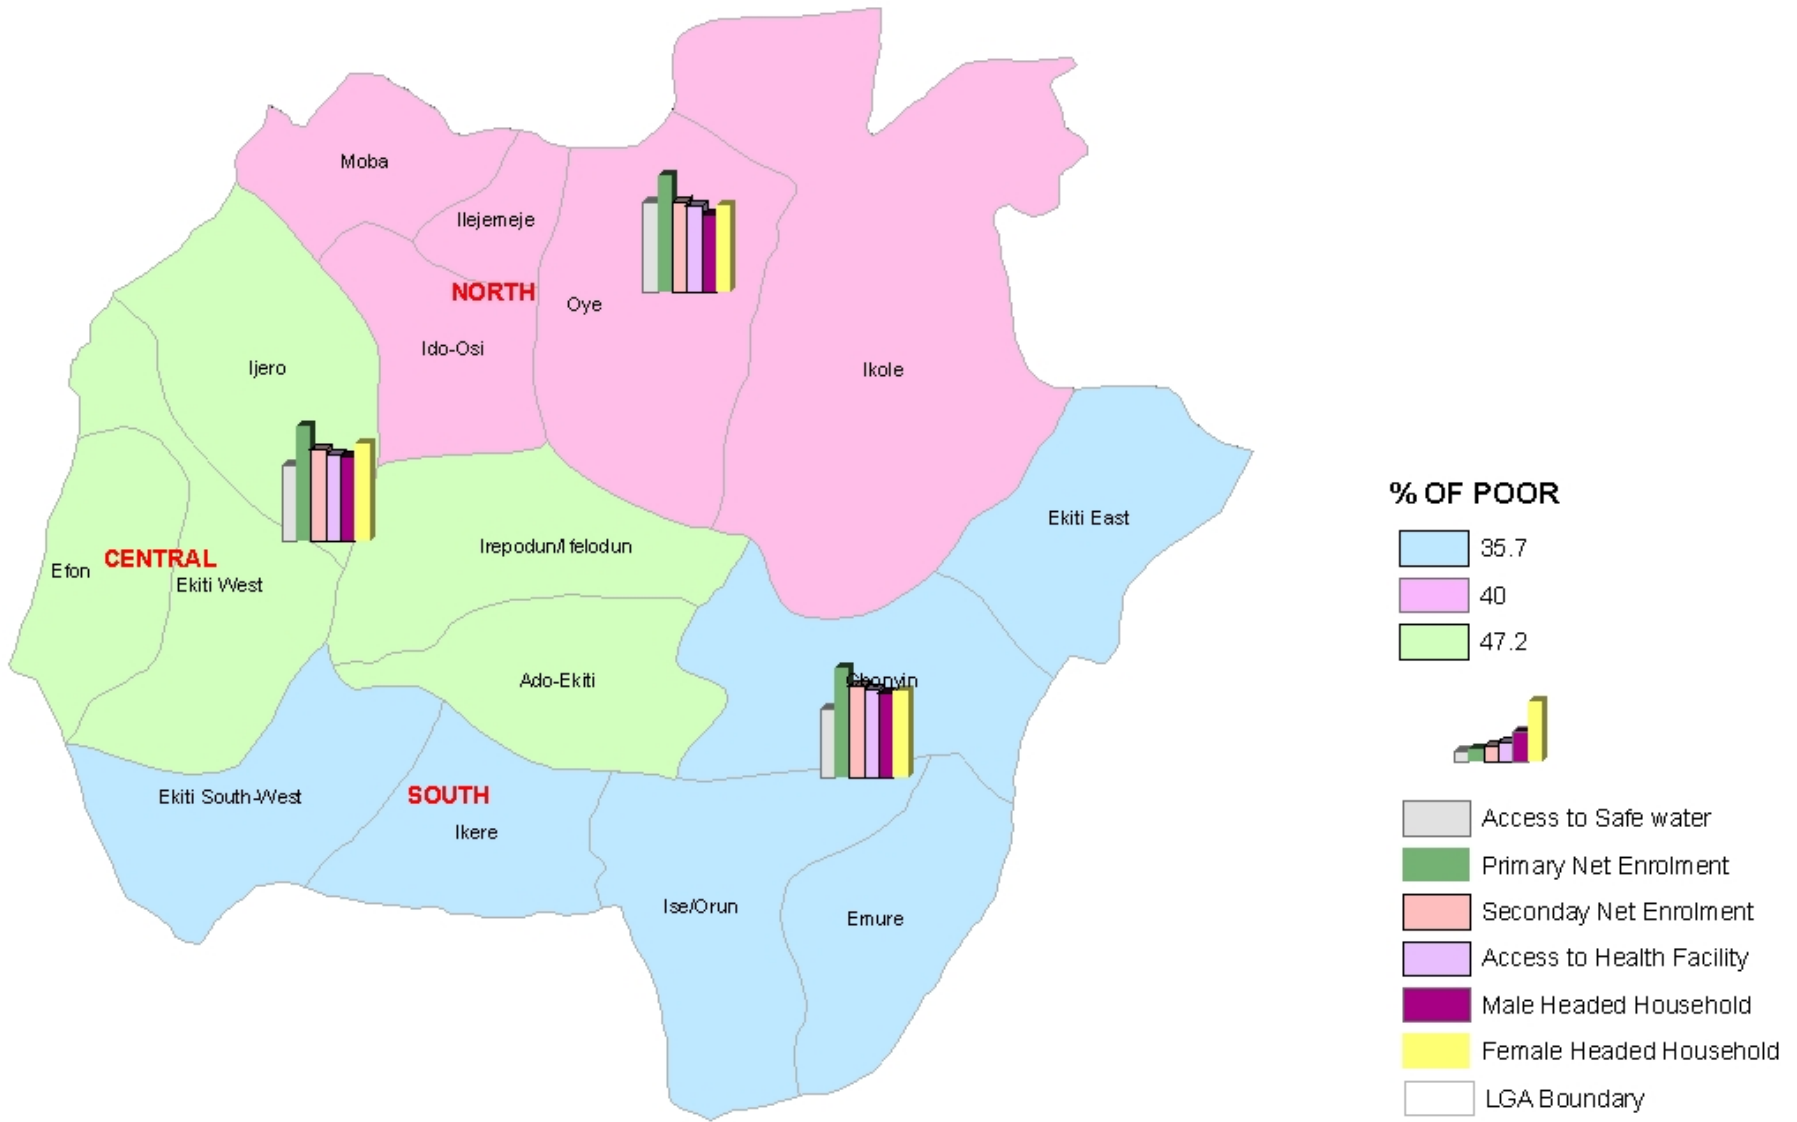 Moba
Ilejemeje
NORTH
Oye
Ido-Osi
Ijero
Ikole
Ekiti East
Irepodun/Ifelodun
CENTRAL
Efon
Ekiti West
Ado-Ekiti
Gbonyin
Ekiti South-West
SOUTH
Ikere
Ise/Orun
Emure
% OF POOR
35.7
40
47.2
Access to Safe water
Primary Net Enrolment
Seconday Net Enrolment
Access to Health Facility
Male Headed Household
Female Headed Household
LGA Boundary